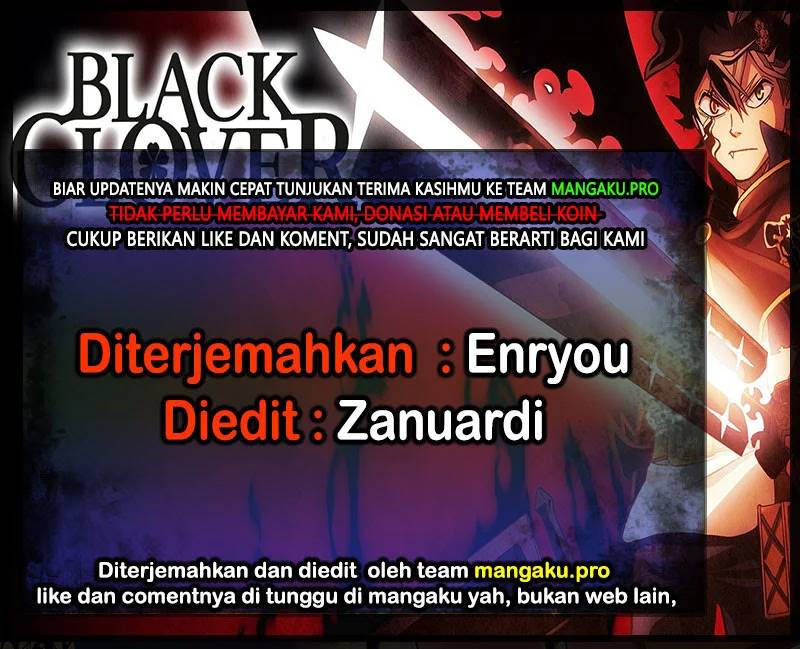 BLACK
CLOVER
BIAR UPDATENYA MAKIN CEPAT TUNJUKAN TERIMA KASIHMU KE TEAM MANGAKU.PRO
TIDAK PERLU MEMBAYAR KAMI, DONASI ATAU MEMBELI KOIN
CUKUP BERIKAN LIKE DAN KOMENT, SUDAH SANGAT BERARTI BAGI KAMI
Diterjemahkan : Enryou
Diedit : Zanuardi
Diterjemahkan dan diedit oleh team mangaku.pro
like dan comentnya di tunggu di mangaku yah, bukan web lain,